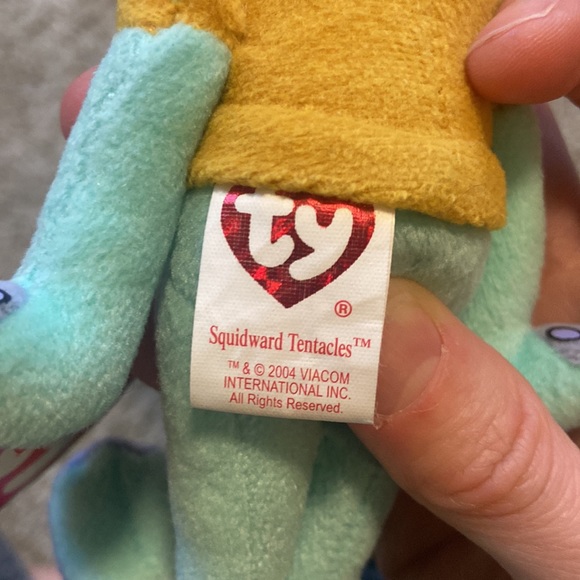 ty
®
Squidward Tentacles™
™ & © 2004 VIACOM
INTERNATIONAL INC.
All Rights Reserved.